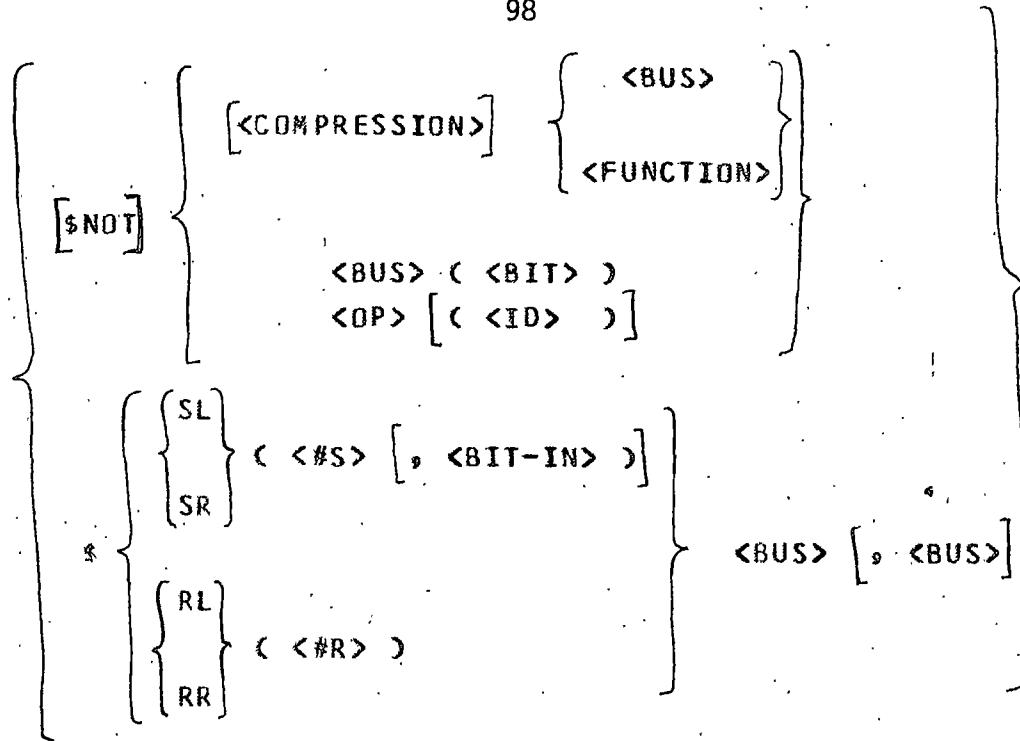 98
<BUS>
[<COMPRESSION>]
<FUNCTION>
[$NOT]
<BUS> ( <BIT> )
<OP> [( <ID> )]
SL
( <#S> [, <BIT-IN> )]
SR
$ <BUS> [, <BUS>]
RL
( <#R> )
RR